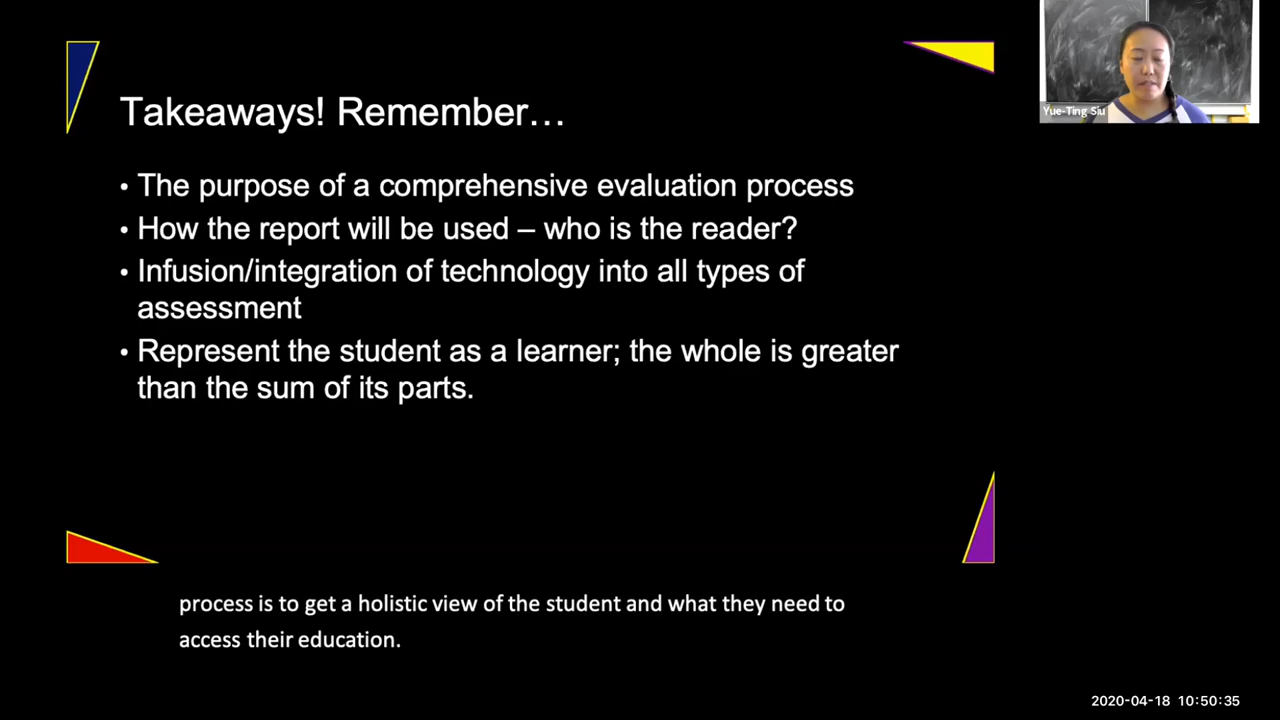 Takeaways! Remember…
• The purpose of a comprehensive evaluation process
• How the report will be used – who is the reader?
• Infusion/integration of technology into all types of
assessment
• Represent the student as a learner; the whole is greater
than the sum of its parts.
Yue-Ting Siu
process is to get a holistic view of the student and what they need to
access their education.
2020-04-18 10:50:35